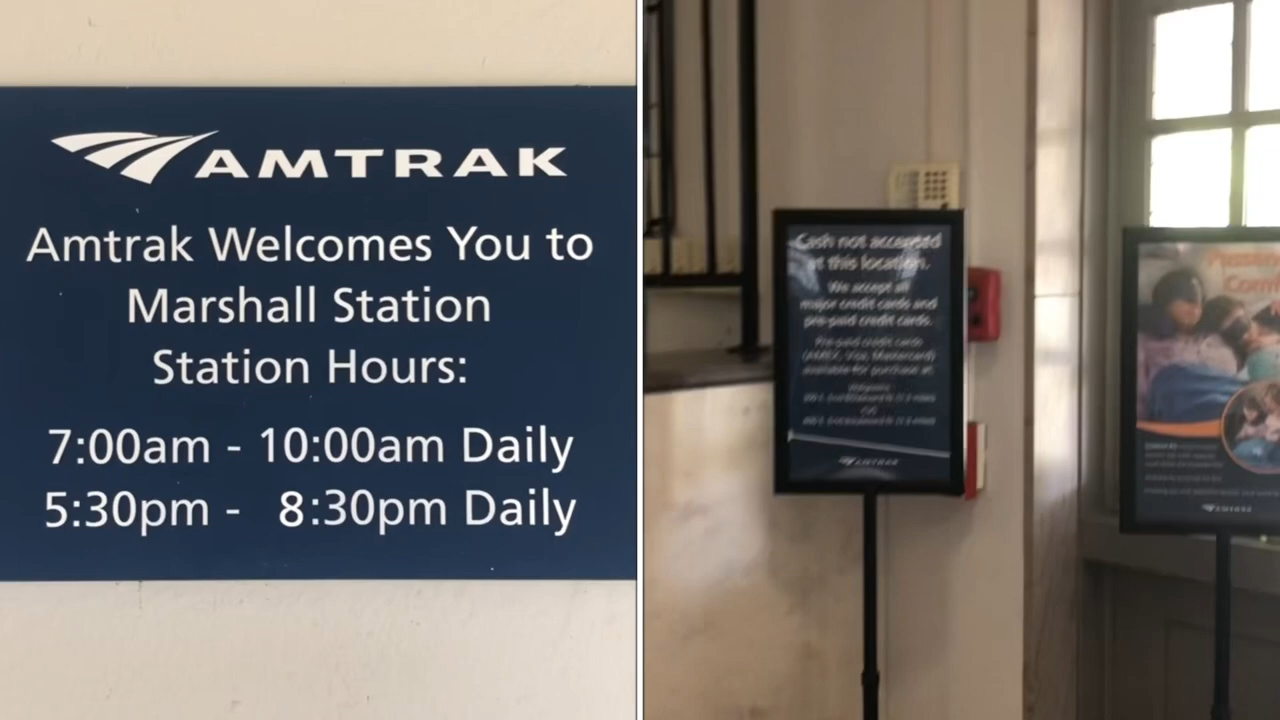 AMTRAK
Amtrak Welcomes You to
Marshall Station
Station Hours:
7:00am - 10:00am Daily
5:30pm - 8:30pm Daily
Cash not accepted
at this location.
We accept all
major credit cards and
pre-paid credit cards.
Pre-paid credit cards
(AMEX, Visa, Mastercard)
available for purchase at:
AMTRAK
AMTRAK